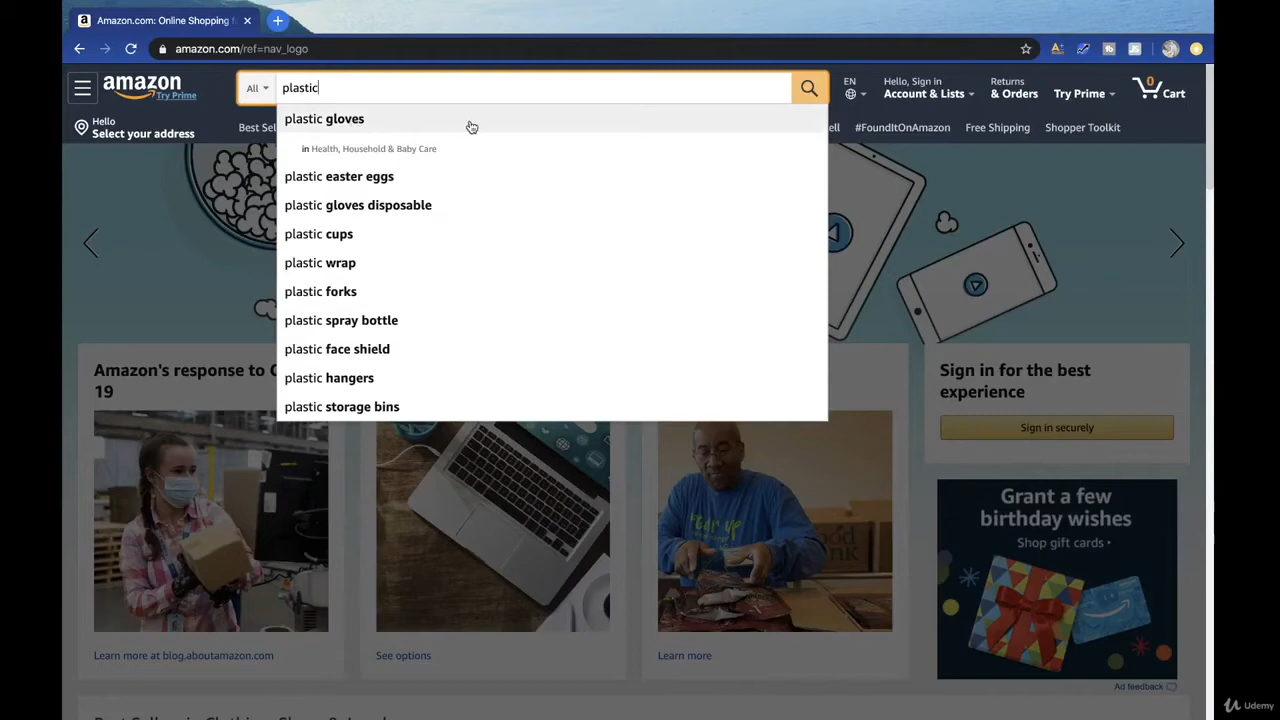 Amazon.com: Online Shopping f
amazon.com/ref=nav_logo
amazon
Try Prime
All
plastic
EN
Hello, Sign in
Account & Lists
Returns
& Orders
Try Prime
0
Cart
Hello
Select your address
Best Sel
ell
#FoundItOnAmazon
Free Shipping
Shopper Toolkit
plastic gloves
in Health, Household & Baby Care
plastic easter eggs
plastic gloves disposable
plastic cups
plastic wrap
plastic forks
plastic spray bottle
plastic face shield
plastic hangers
plastic storage bins
Amazon's response to C
19
Learn more at blog.aboutamazon.com
See options
Learn more
Sign in for the best
experience
Sign in securely
Grant a few
birthday wishes
Shop gift cards
Ad feedback
Udemy